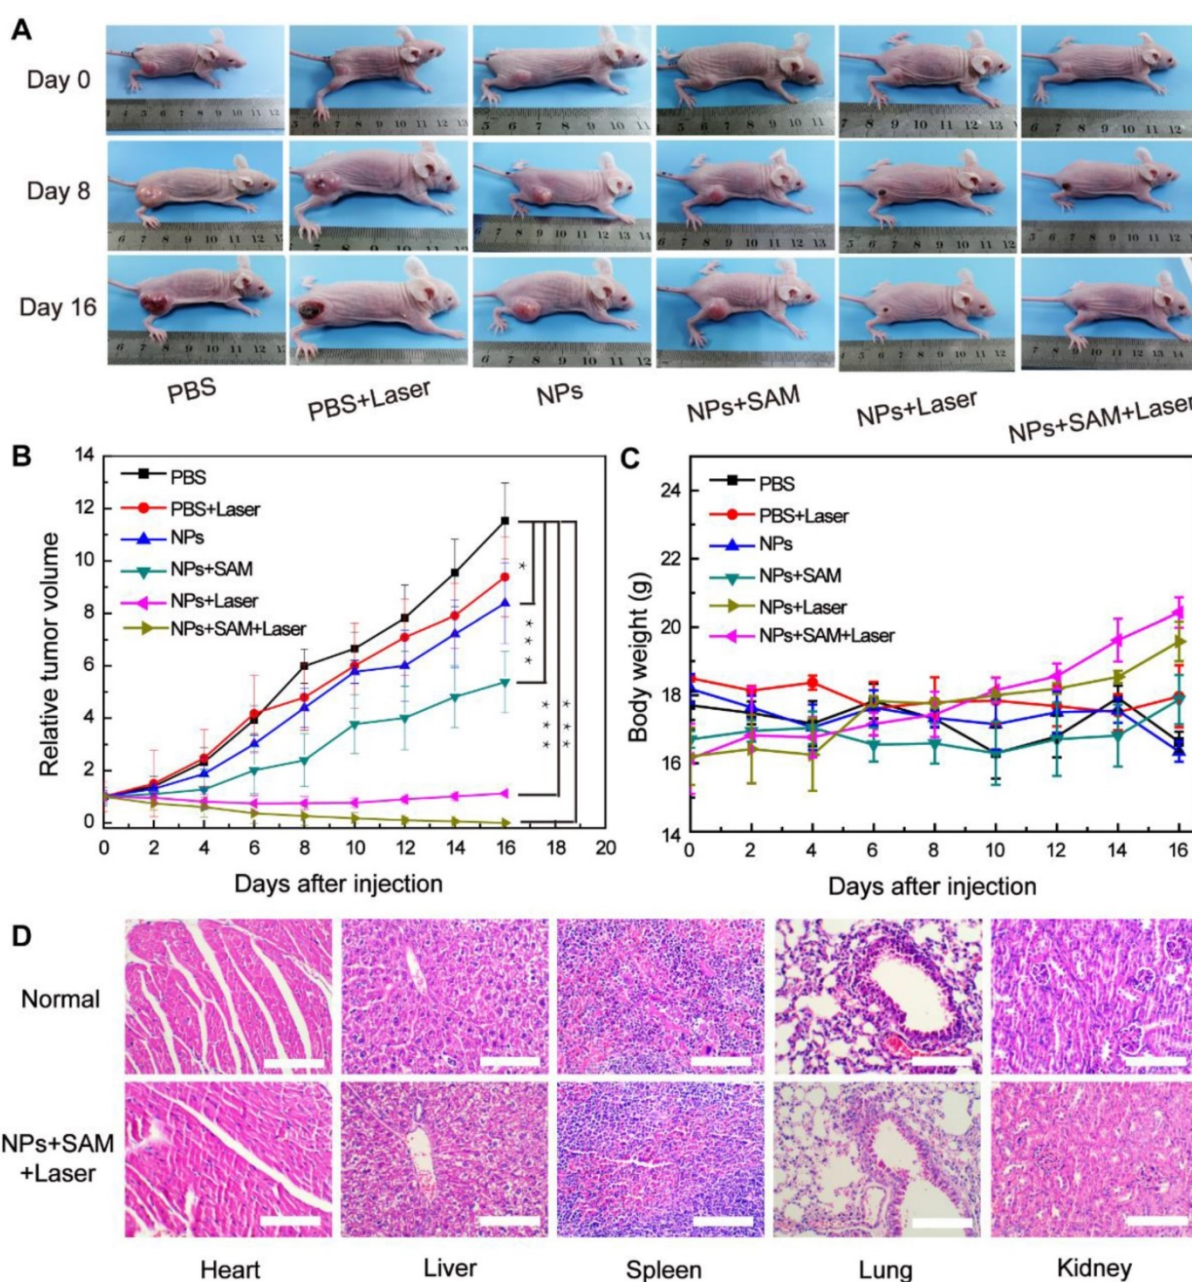 A
Day 0
Day 8
Day 16
PBS
PBS+Laser
NPs
NPs+SAM
NPs+Laser
NPs+SAM+Laser
B
14
12
10
8
6
4
2
0
Relative tumor volume
PBS
PBS+Laser
NPs
NPs+SAM
NPs+Laser
NPs+SAM+Laser
*
***
***
***
0 2 4 6 8 10 12 14 16 18 20
Days after injection
C
24
22
20
18
16
14
Body weight (g)
PBS
PBS+Laser
NPs
NPs+SAM
NPs+Laser
NPs+SAM+Laser
0 2 4 6 8 10 12 14 16
Days after injection
D
Normal
NPs+SAM
+Laser
Heart
Liver
Spleen
Lung
Kidney